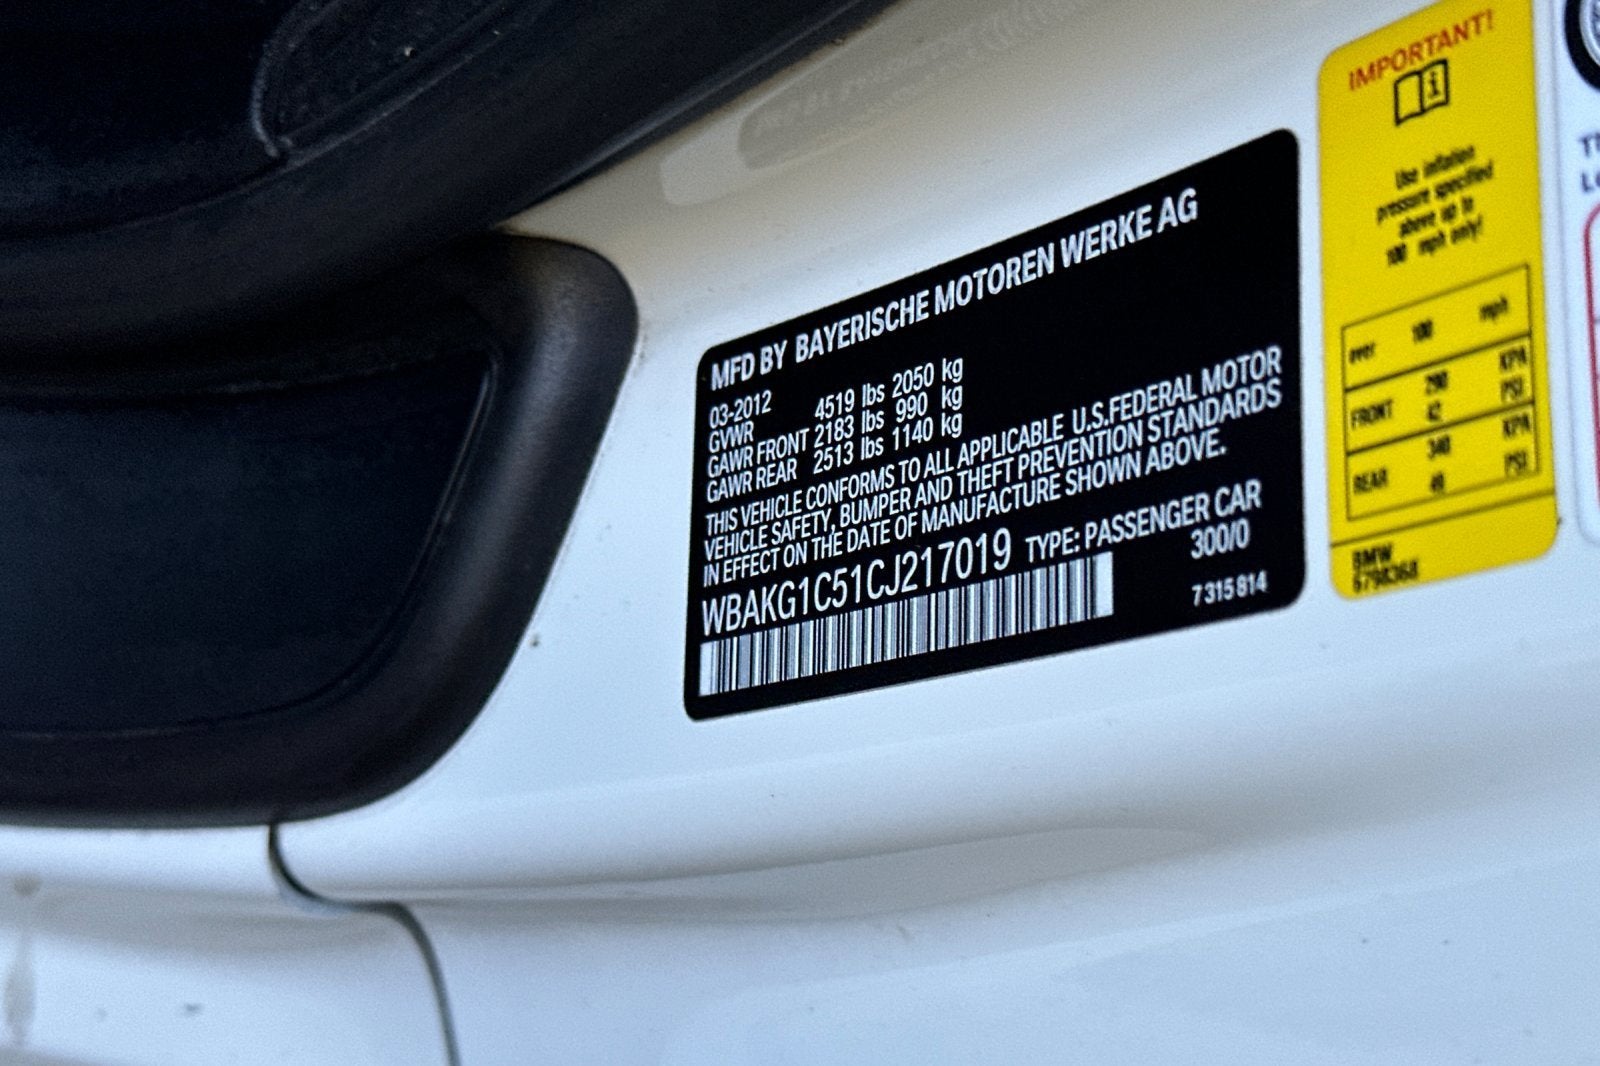 MFD BY BAYERISCHE MOTOREN WERKE AG
03-2012
GVWR 4519 lbs 2050 kg
GAWR FRONT 2183 lbs 990 kg
GAWR REAR 2513 lbs 1140 kg
THIS VEHICLE CONFORMS TO ALL APPLICABLE U.S.FEDERAL MOTOR
VEHICLE SAFETY, BUMPER AND THEFT PREVENTION STANDARDS
IN EFFECT ON THE DATE OF MANUFACTURE SHOWN ABOVE.
WBAKG1C51CJ217019 TYPE: PASSENGER CAR
300/0
7 315 814
IMPORTANT!
Use inflation
pressure specified
above up to
100 mph only!
over 100 mph
FRONT 290 KPA
42 PSI
REAR 340 KPA
49 PSI
BMW